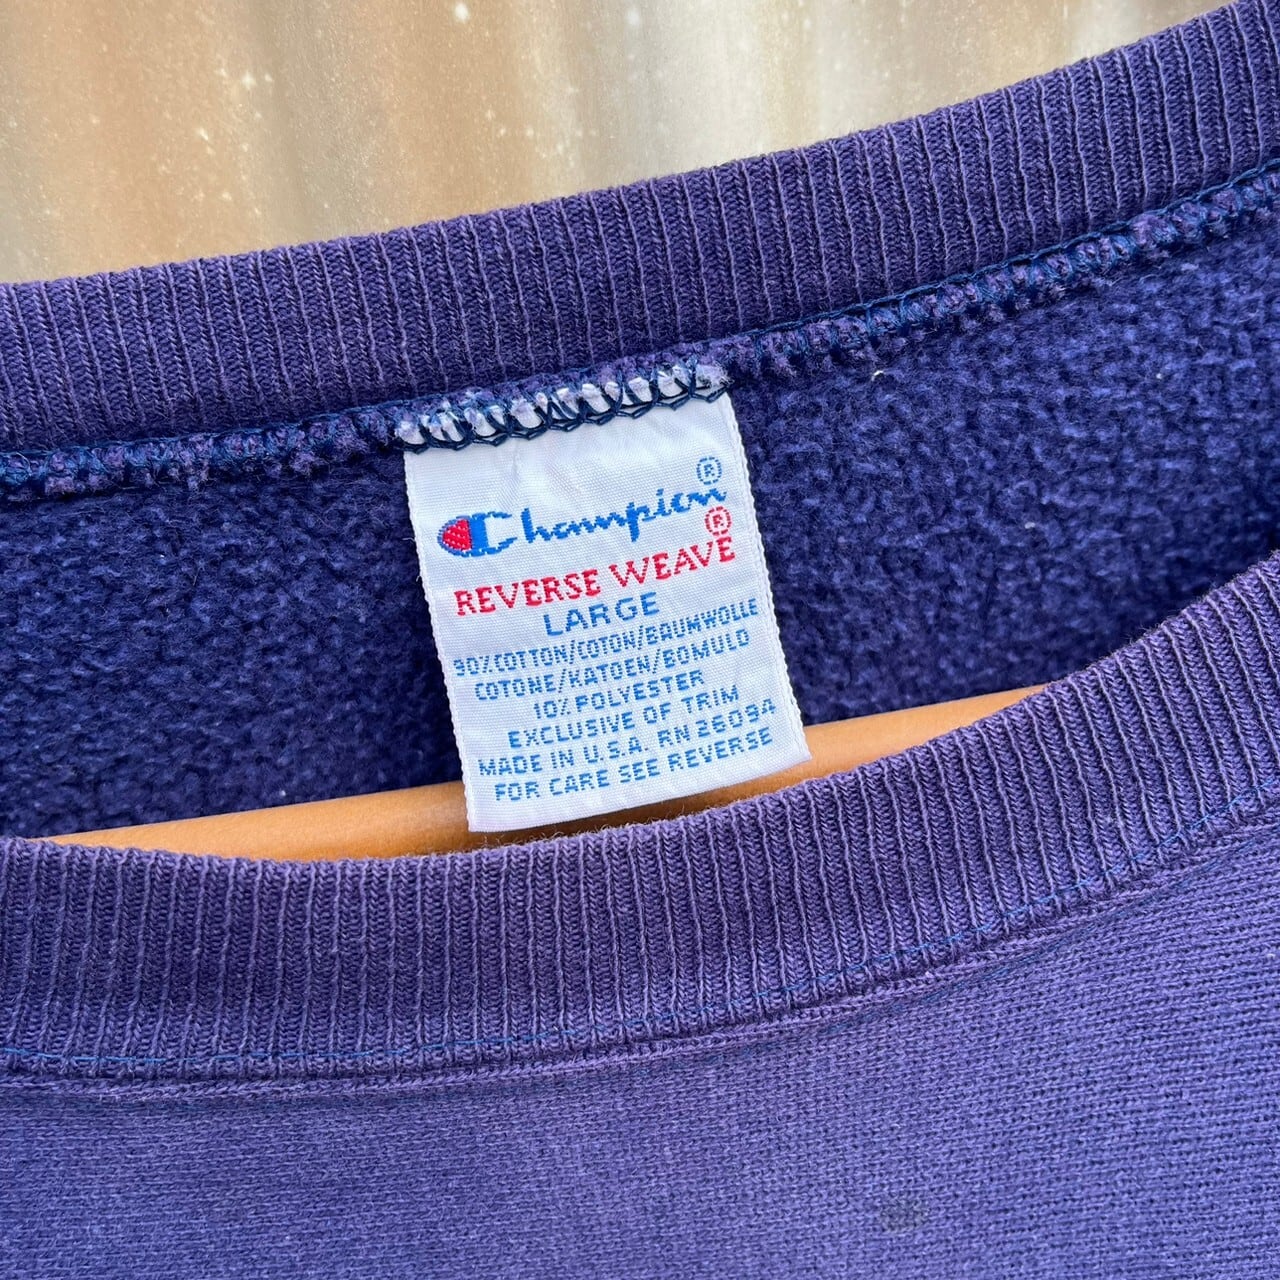 Champion®
REVERSE WEAVE®
LARGE
90%COTTON/COTON/BAUMWOLLE
COTONE/KATOEN/BOMULD
10% POLYESTER
EXCLUSIVE OF TRIM
MADE IN U.S.A. RN 26094
FOR CARE SEE REVERSE